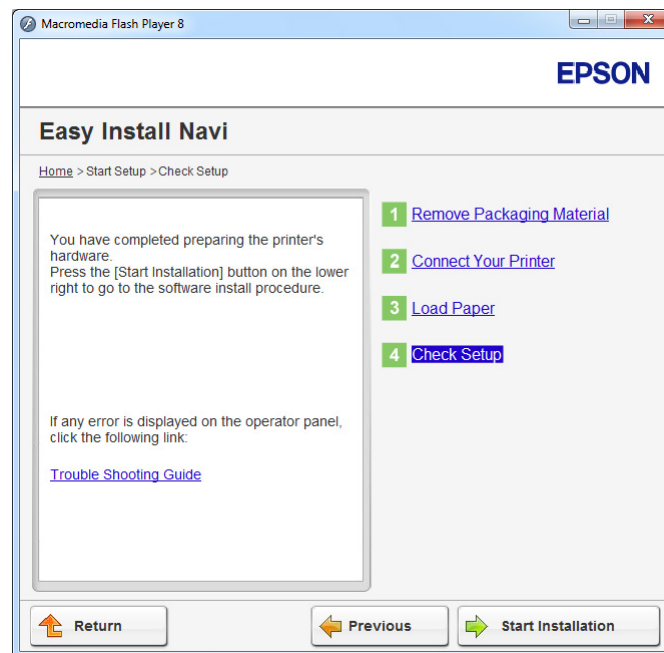 Macromedia Flash Player 8
EPSON
Easy Install Navi
Home > Start Setup > Check Setup
You have completed preparing the printer's
hardware.
Press the [Start Installation] button on the lower
right to go to the software install procedure.
If any error is displayed on the operator panel,
click the following link:
Trouble Shooting Guide
1 Remove Packaging Material
2 Connect Your Printer
3 Load Paper
4 Check Setup
Return
Previous
Start Installation